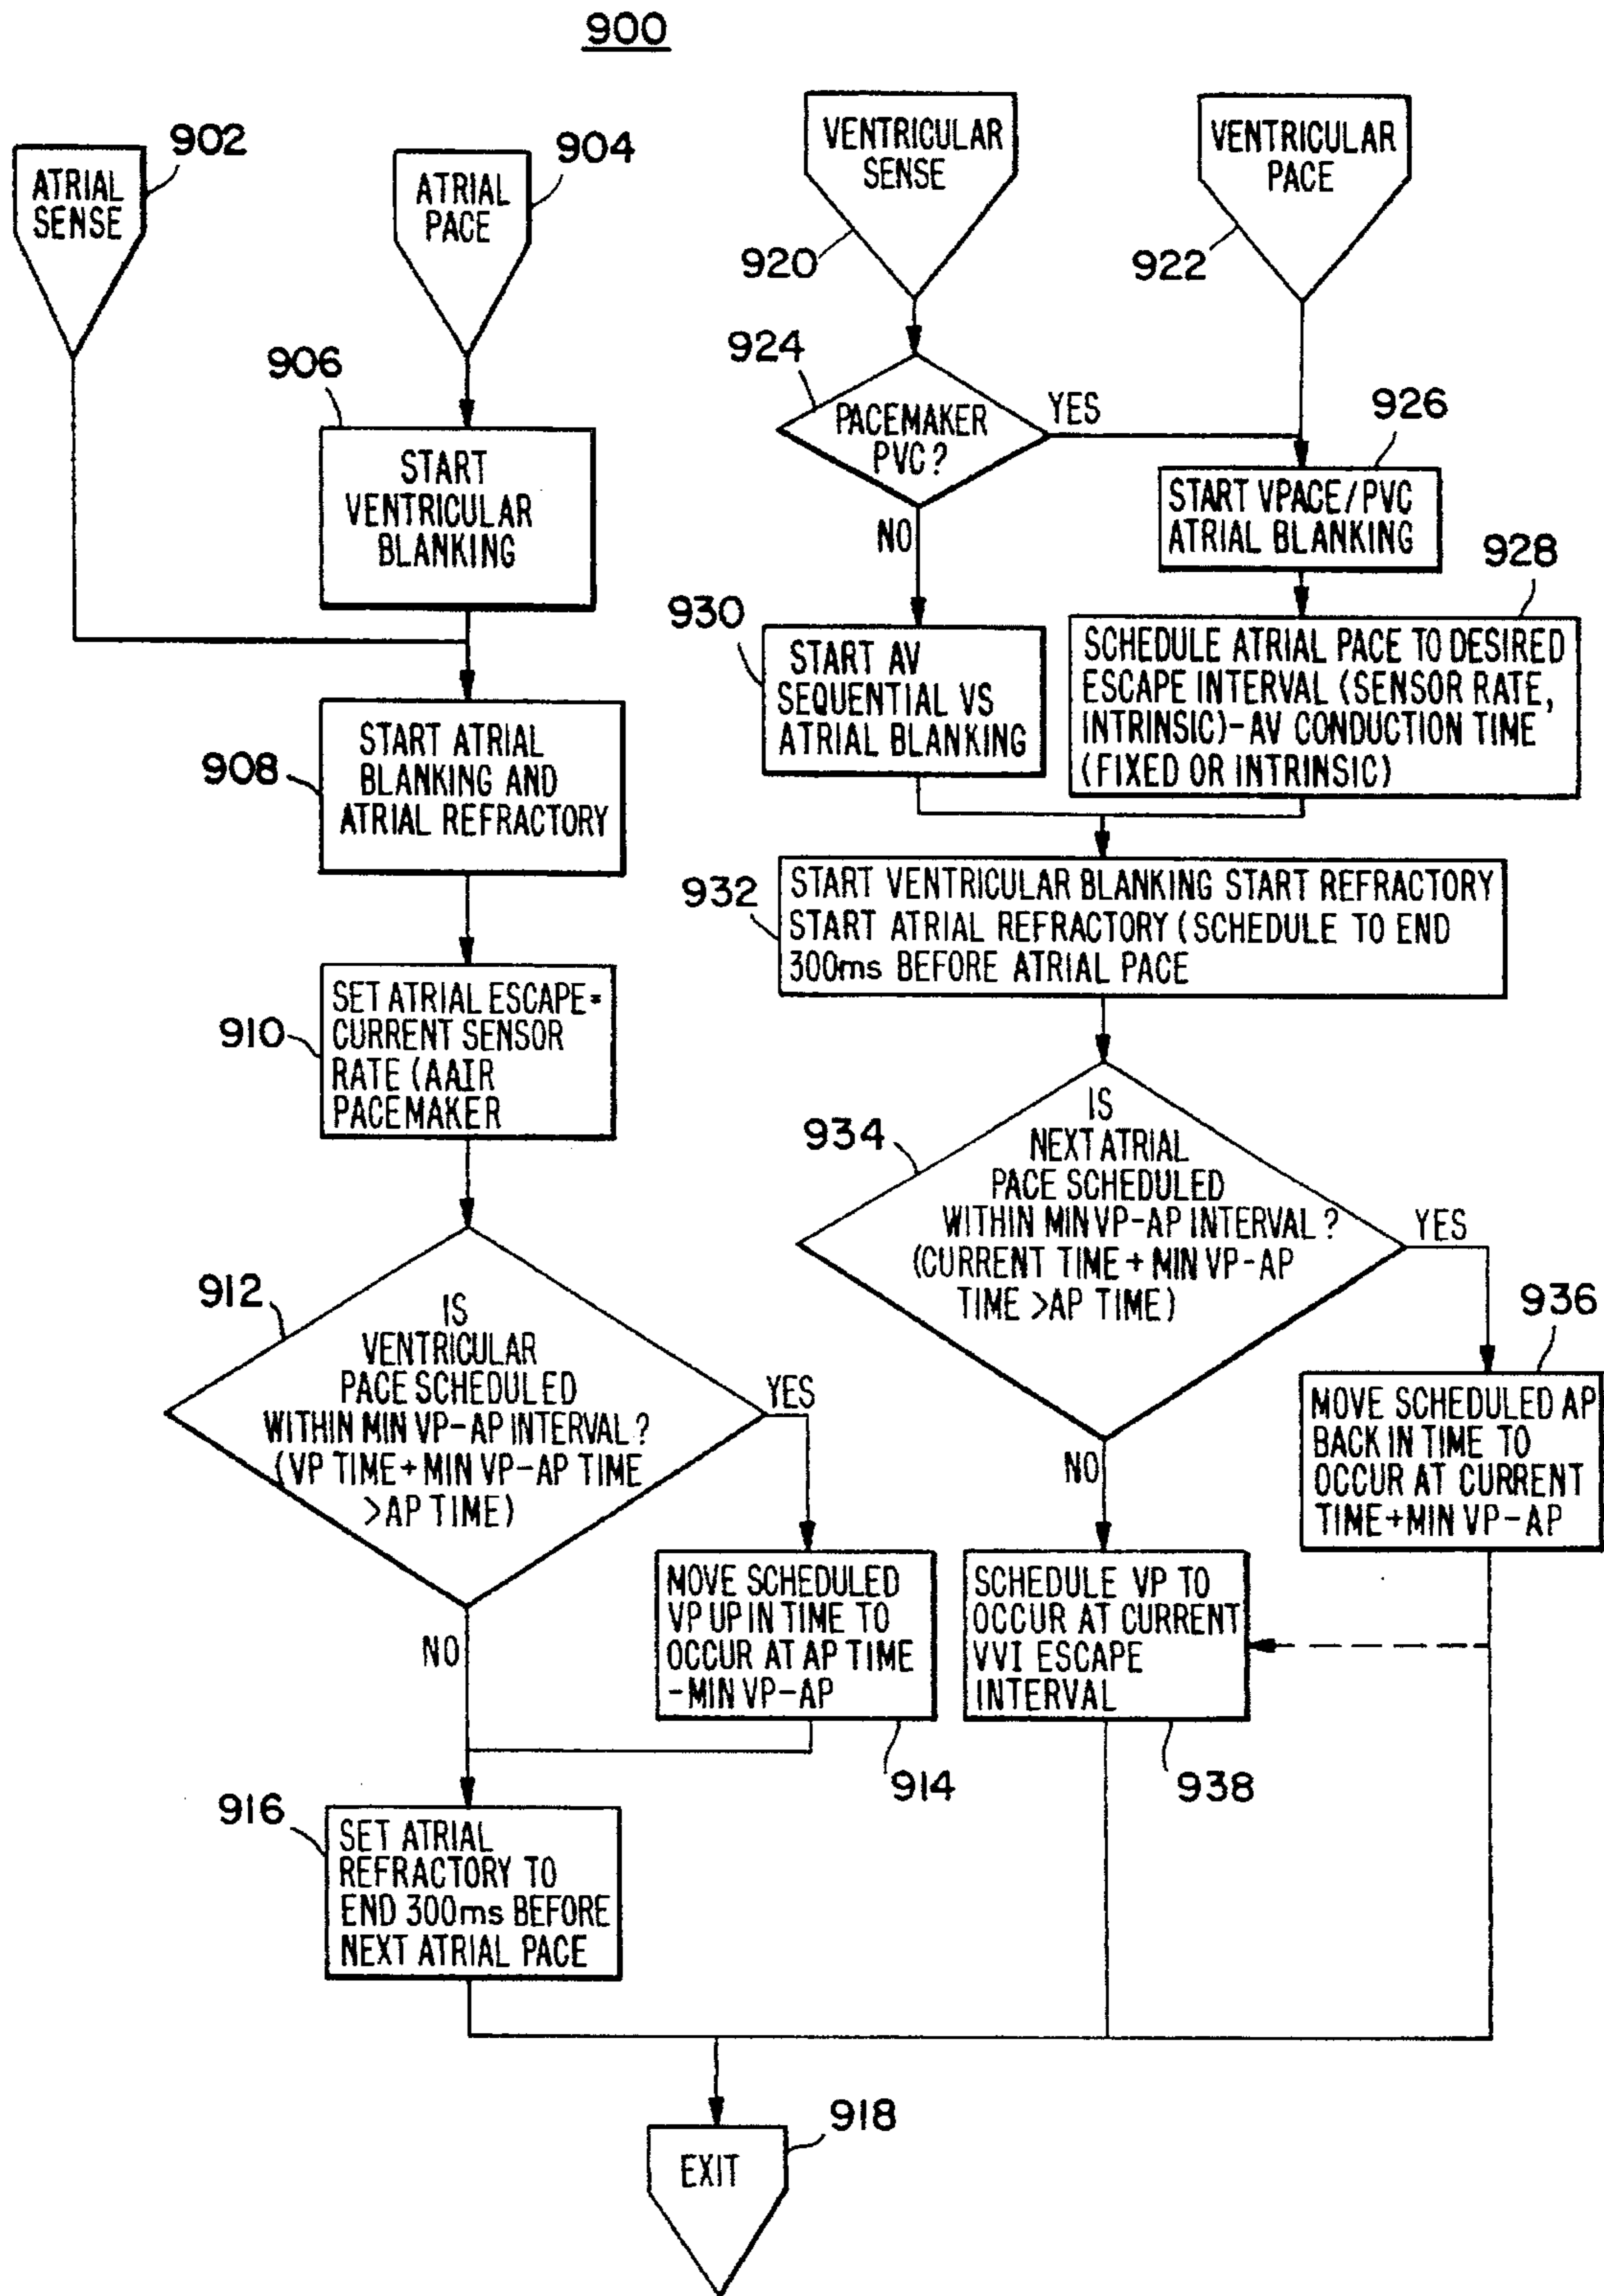 900
902
ATRIAL
SENSE
904
ATRIAL
PACE
906
START
VENTRICULAR
BLANKING
908
START ATRIAL
BLANKING AND
ATRIAL REFRACTORY
910
SET ATRIAL ESCAPE=
CURRENT SENSOR
RATE (AAIR
PACEMAKER
912
IS
VENTRICULAR
PACE SCHEDULED
WITHIN MIN VP-AP INTERVAL?
(VP TIME+MIN VP-AP TIME
>AP TIME)
YES
NO
MOVE SCHEDULED
VP UP IN TIME TO
OCCUR AT AP TIME
-MIN VP-AP
914
916
SET ATRIAL
REFRACTORY TO
END 300ms BEFORE
NEXT ATRIAL PACE
VENTRICULAR
SENSE
920
VENTRICULAR
PACE
922
924
PACEMAKER
PVC?
YES
NO
926
START VPACE/PVC
ATRIAL BLANKING
928
SCHEDULE ATRIAL PACE TO DESIRED
ESCAPE INTERVAL (SENSOR RATE,
INTRINSIC)-AV CONDUCTION TIME
(FIXED OR INTRINSIC)
930
START AV
SEQUENTIAL VS
ATRIAL BLANKING
932
START VENTRICULAR BLANKING START REFRACTORY
START ATRIAL REFRACTORY (SCHEDULE TO END
300ms BEFORE ATRIAL PACE
934
IS
NEXT ATRIAL
PACE SCHEDULED
WITHIN MIN VP-AP INTERVAL?
(CURRENT TIME+MIN VP-AP
TIME >AP TIME)
YES
NO
936
MOVE SCHEDULED AP
BACK IN TIME TO
OCCUR AT CURRENT
TIME+MIN VP-AP
SCHEDULE VP TO
OCCUR AT CURRENT
VVI ESCAPE
INTERVAL
938
918
EXIT